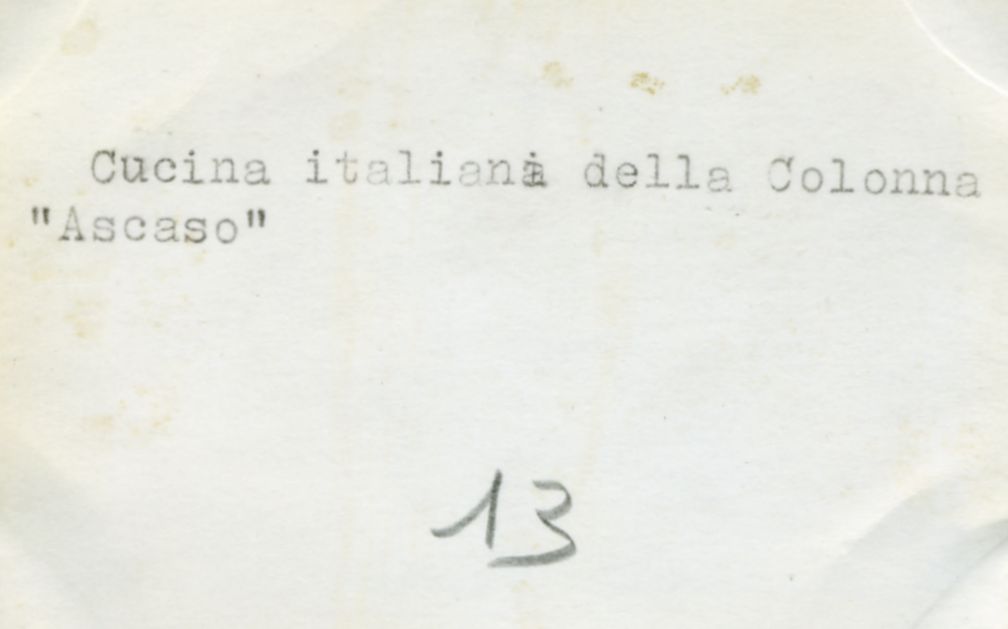 Cucina italiana della Colonna
"Ascaso"
13